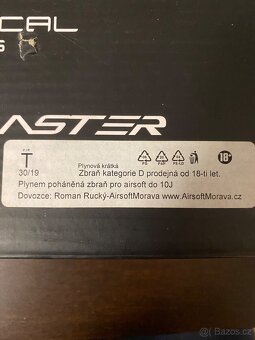 CAL
S
ASTER
T
Plynová krátká
30/19
Zbraň kategorie D prodejná od 18-ti let.
Plynem poháněná zbraň pro airsoft do 10J
Dovozce: Roman Rucký-AirsoftMorava www.AirsoftMorava.cz
18+
Sbazar.cz